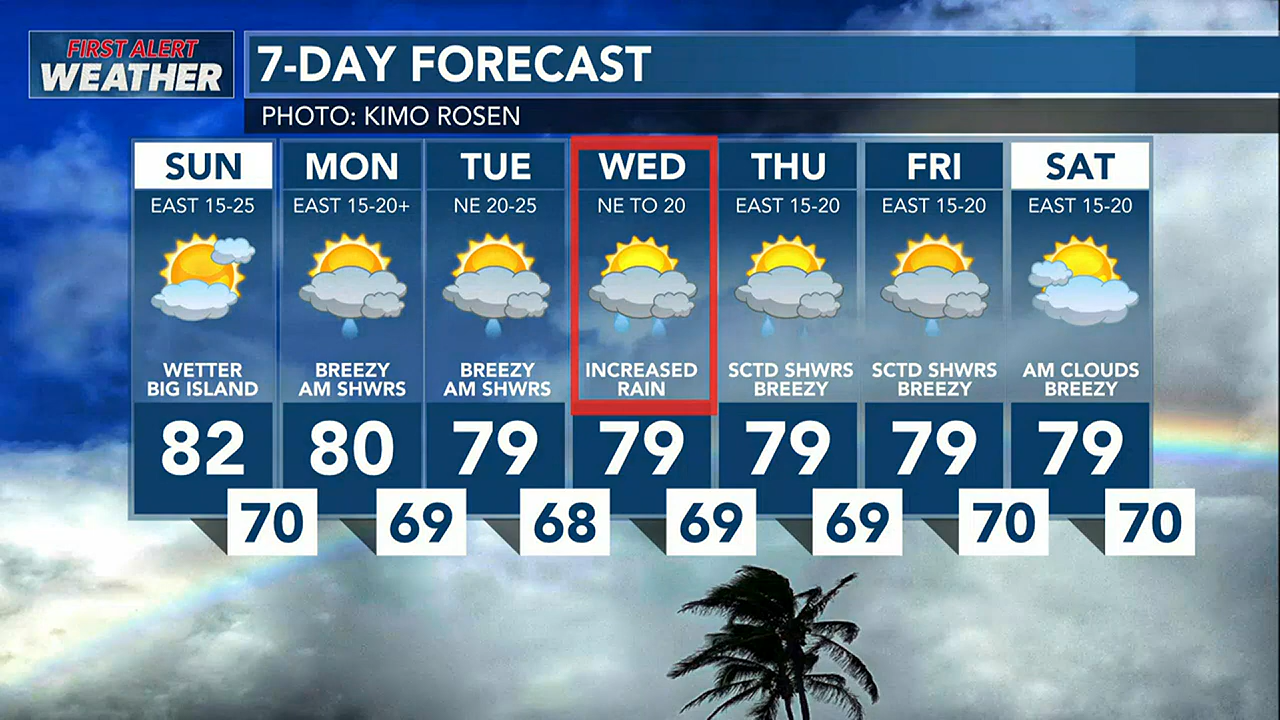 FIRST ALERT
WEATHER
7-DAY FORECAST
PHOTO: KIMO ROSEN
SUN MON TUE WED THU FRI SAT
EAST 15-25 EAST 15-20+ NE 20-25 NE TO 20 EAST 15-20 EAST 15-20 EAST 15-20
WETTER BREEZY BREEZY INCREASED SCTD SHWRS SCTD SHWRS AM CLOUDS
BIG ISLAND AM SHWRS AM SHWRS RAIN BREEZY BREEZY BREEZY
82 80 79 79 79 79 79
70 69 68 69 69 70 70